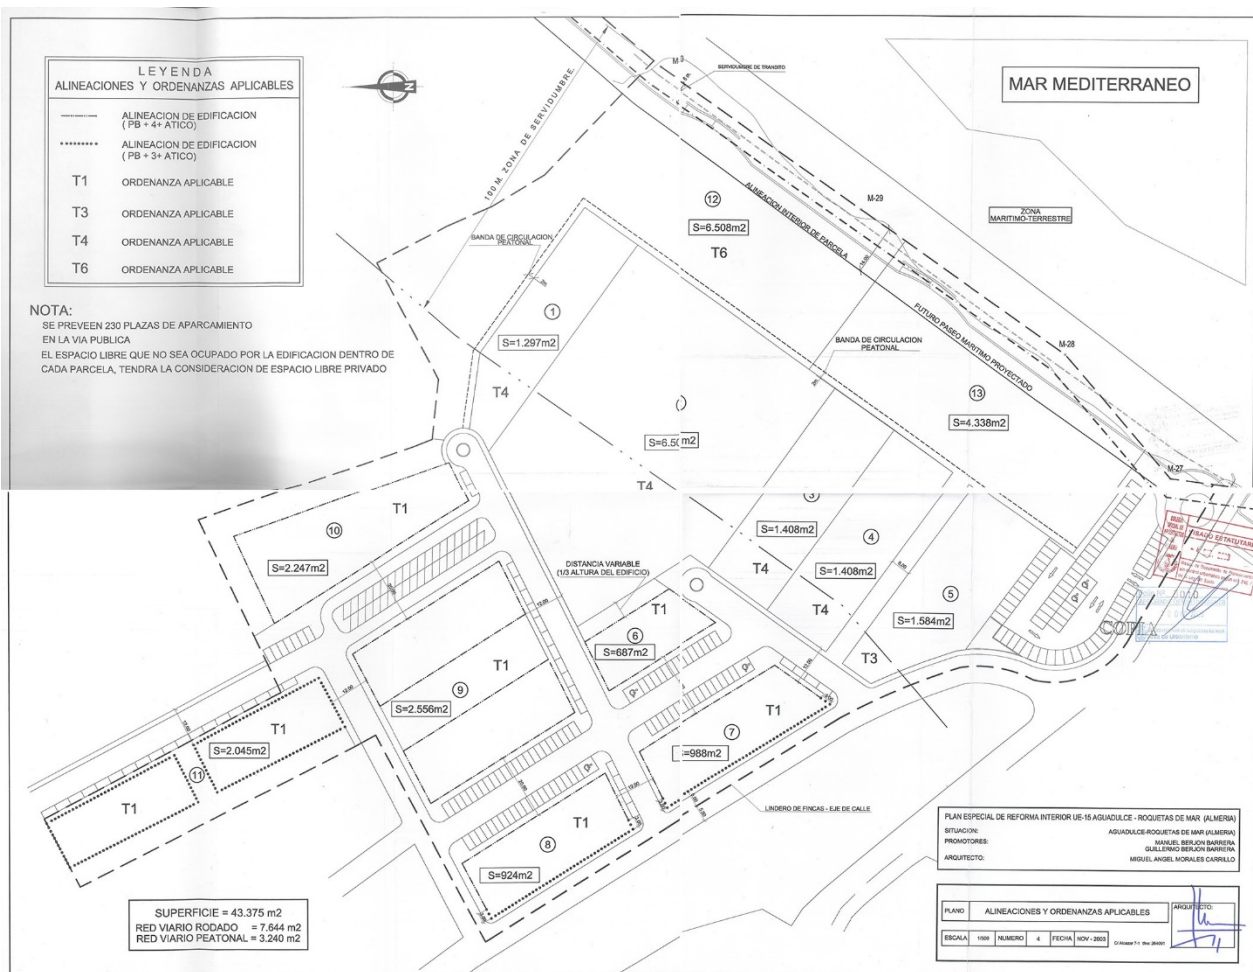 LEYENDA
ALINEACIONES Y ORDENANZAS APLICABLES
ALINEACION DE EDIFICACION
( PB + 4+ ATICO)
ALINEACION DE EDIFICACION
( PB + 3+ ATICO)
T1 ORDENANZA APLICABLE
T3 ORDENANZA APLICABLE
T4 ORDENANZA APLICABLE
T6 ORDENANZA APLICABLE
NOTA:
SE PREVEEN 230 PLAZAS DE APARCAMIENTO
EN LA VIA PUBLICA
EL ESPACIO LIBRE QUE NO SEA OCUPADO POR LA EDIFICACION DENTRO DE
CADA PARCELA, TENDRA LA CONSIDERACION DE ESPACIO LIBRE PRIVADO
N
100 M. ZONA DE SERVIDUMBRE.
SERVIDUMBRE DE TRANSITO
MAR MEDITERRANEO
ZONA
MARITIMO-TERRESTRE
M-29
M-28
M-27
12
S=6.508m2
T6
ALINEACION INTERIOR DE PARCELA
FUTURO PASEO MARITIMO PROYECTADO
BANDA DE CIRCULACION
PEATONAL
1
S=1.297m2
T4
BANDA DE CIRCULACION
PEATONAL
13
S=4.338m2
S=6.50 m2
T4
3
S=1.408m2
T4
4
S=1.408m2
T4
5
S=1.584m2
T3
10
T1
S=2.247m2
DISTANCIA VARIABLE
(1/3 ALTURA DEL EDIFICIO)
T1
6
S=687m2
9
T1
S=2.556m2
T1
7
=988m2
T1
S=2.045m2
11
T1
T1
8
S=924m2
LINDERO DE FINCAS - EJE DE CALLE
COPIA
SUPERFICIE = 43.375 m2
RED VIARIO RODADO = 7.644 m2
RED VIARIO PEATONAL = 3.240 m2
PLAN ESPECIAL DE REFORMA INTERIOR UE-15 AGUADULCE - ROQUETAS DE MAR (ALMERIA)
SITUACION: AGUADULCE-ROQUETAS DE MAR (ALMERIA)
PROMOTORES: MANUEL BERJON BARRERA
GUILLERMO BERJON BARRERA
ARQUITECTO: MIGUEL ANGEL MORALES CARRILLO
PLANO ALINEACIONES Y ORDENANZAS APLICABLES
ARQUITECTO:
ESCALA 1/500 NUMERO 4 FECHA NOV - 2003